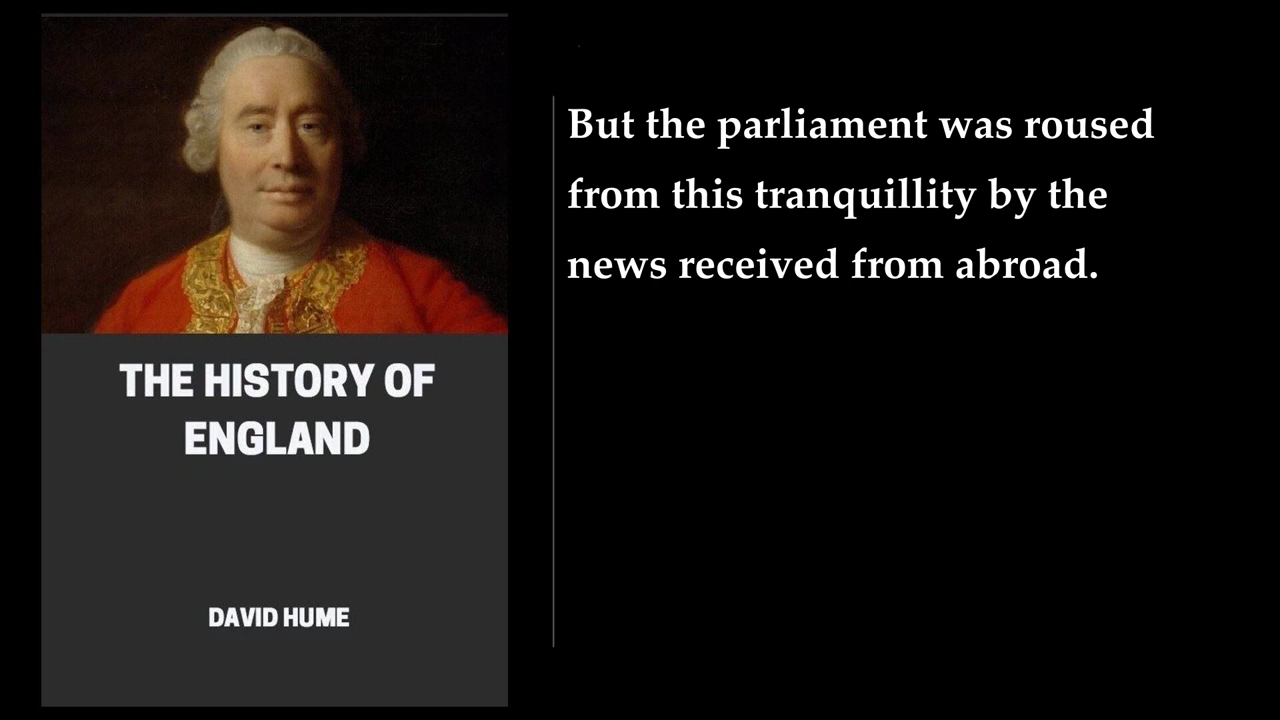 THE HISTORY OF
ENGLAND
DAVID HUME
But the parliament was roused
from this tranquillity by the
news received from abroad.